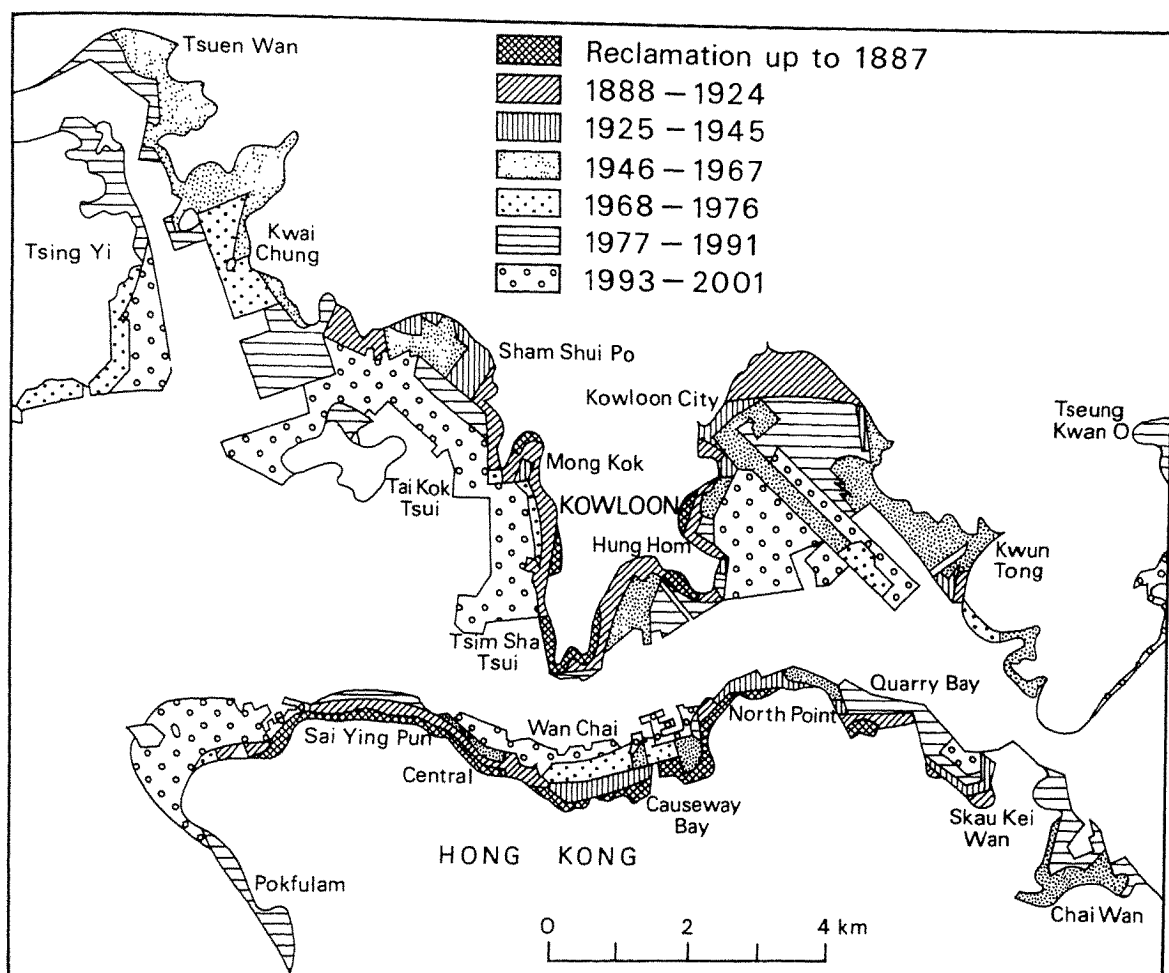 Tsuen Wan
Reclamation up to 1887
1888 – 1924
1925 – 1945
1946 – 1967
1968 – 1976
1977 – 1991
1993 – 2001
Tsing Yi
Kwai
Chung
Sham Shui Po
Kowloon City
Tseung
Kwan O
Mong Kok
Tai Kok
Tsui
KOWLOON
Hung Hom
Kwun
Tong
Tsim Sha
Tsui
Quarry Bay
North Point
Wan Chai
Sai Ying Pun
Central
Causeway
Bay
Skau Kei
Wan
HONG KONG
Pokfulam
Chai Wan
0 2 4 km